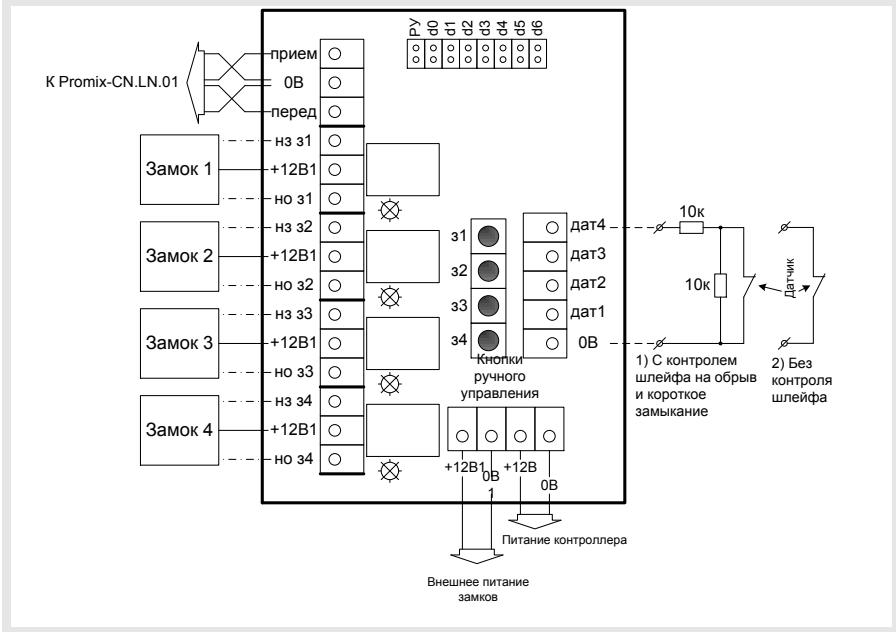 РУ
d0
d1
d2
d3
d4
d5
d6
К Promix-CN.LN.01
прием
0В
перед
Замок 1
нз з1
+12В1
но з1
Замок 2
нз з2
+12В1
но з2
Замок 3
нз з3
+12В1
но з3
Замок 4
нз з4
+12В1
но з4
з1
з2
з3
з4
Кнопки
ручного
управления
дат4
дат3
дат2
дат1
0В
10к
10к
Датчик
1) С контролем
шлейфа на обрыв
и короткое
замыкание
2) Без
контроля
шлейфа
+12В1
0В
1
+12В
0В
Питание контроллера
Внешнее питание
замков